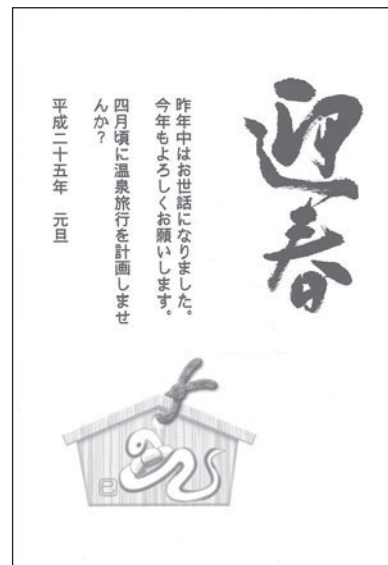 迎春
昨年中はお世話になりました。
今年もよろしくお願いします。
四月頃に温泉旅行を計画しませ
んか？
平成二十五年　元旦
巳